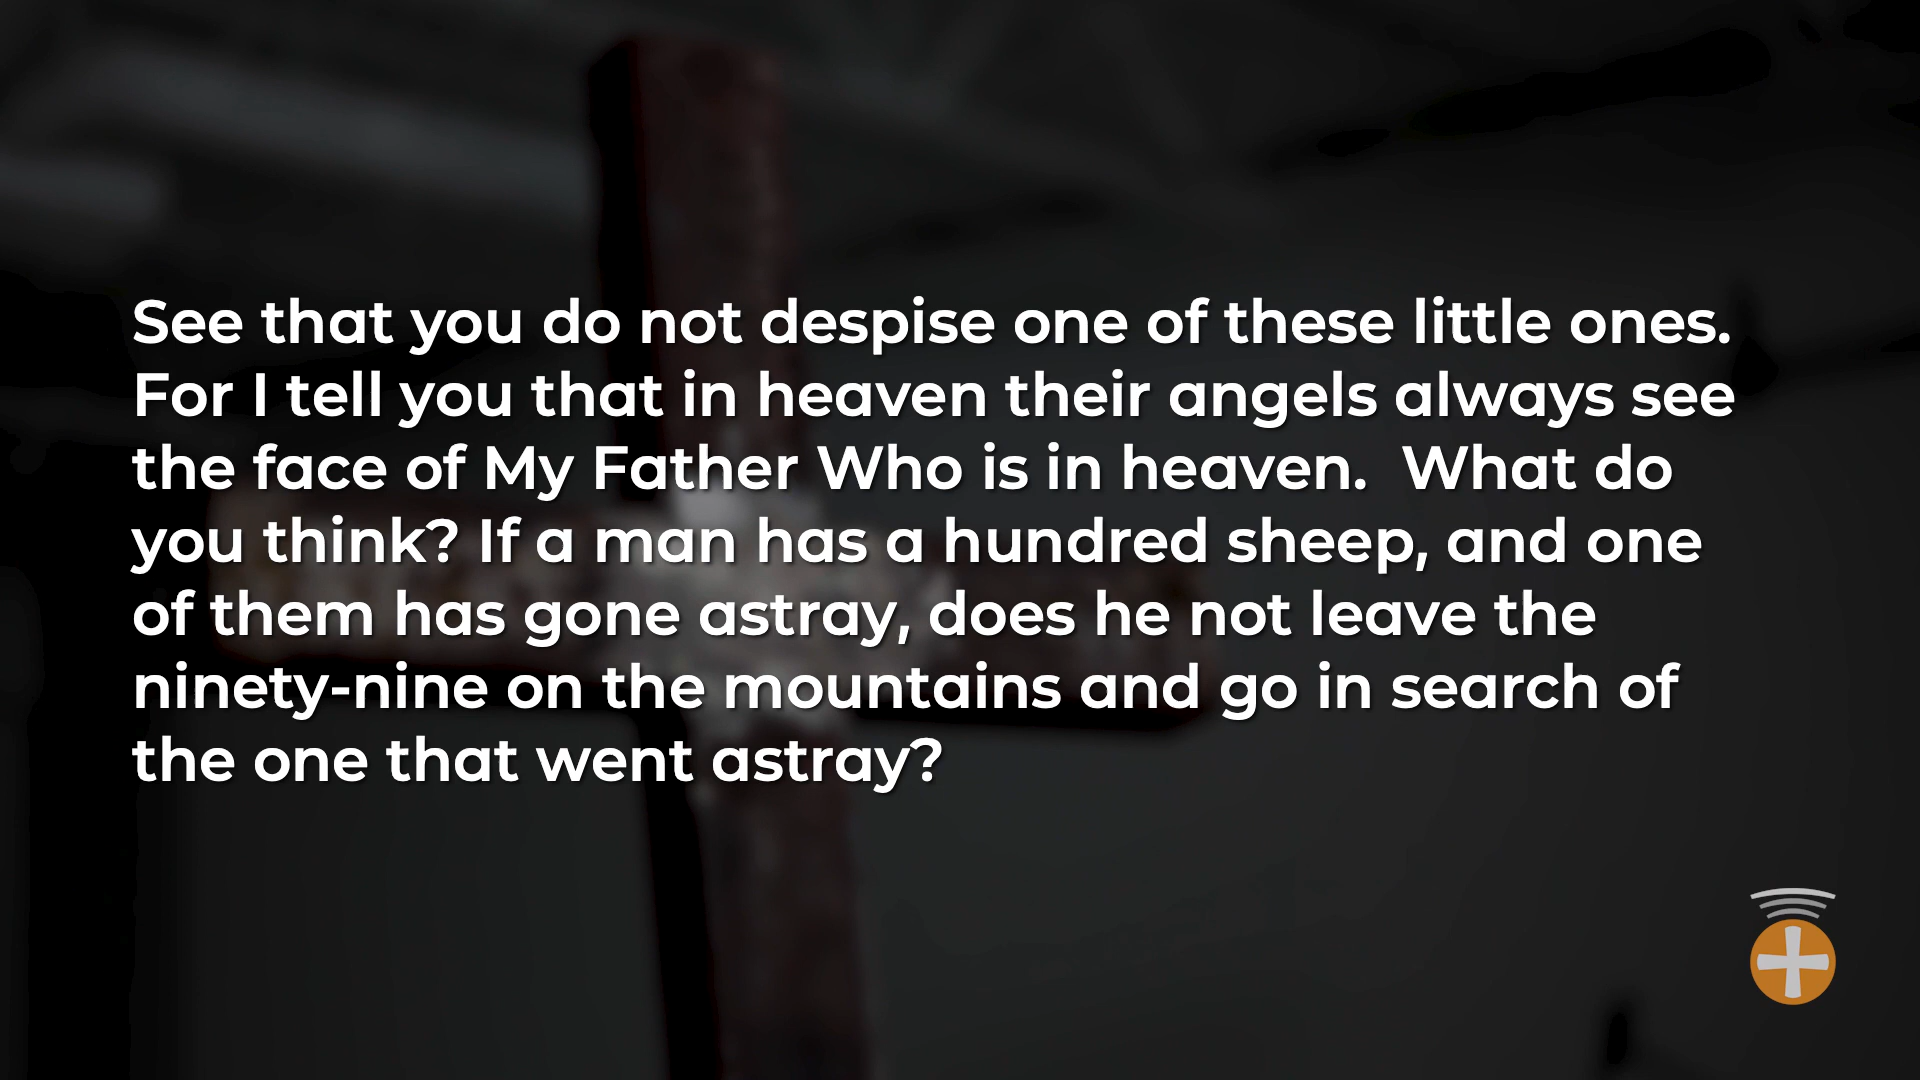 See that you do not despise one of these little ones.
For I tell you that in heaven their angels always see
the face of My Father Who is in heaven.  What do
you think? If a man has a hundred sheep, and one
of them has gone astray, does he not leave the
ninety-nine on the mountains and go in search of
the one that went astray?